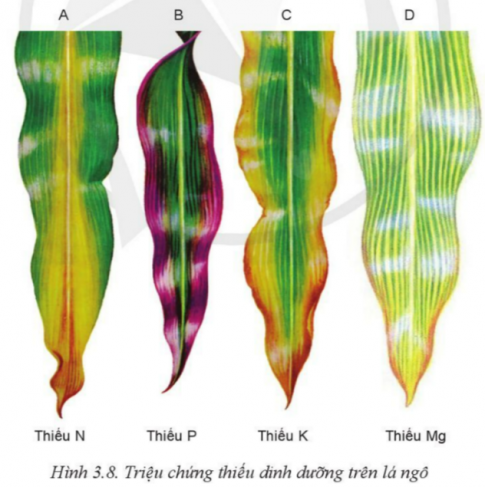 A B C D
Thiếu N Thiếu P Thiếu K Thiếu Mg
Hình 3.8. Triệu chứng thiếu dinh dưỡng trên lá ngô